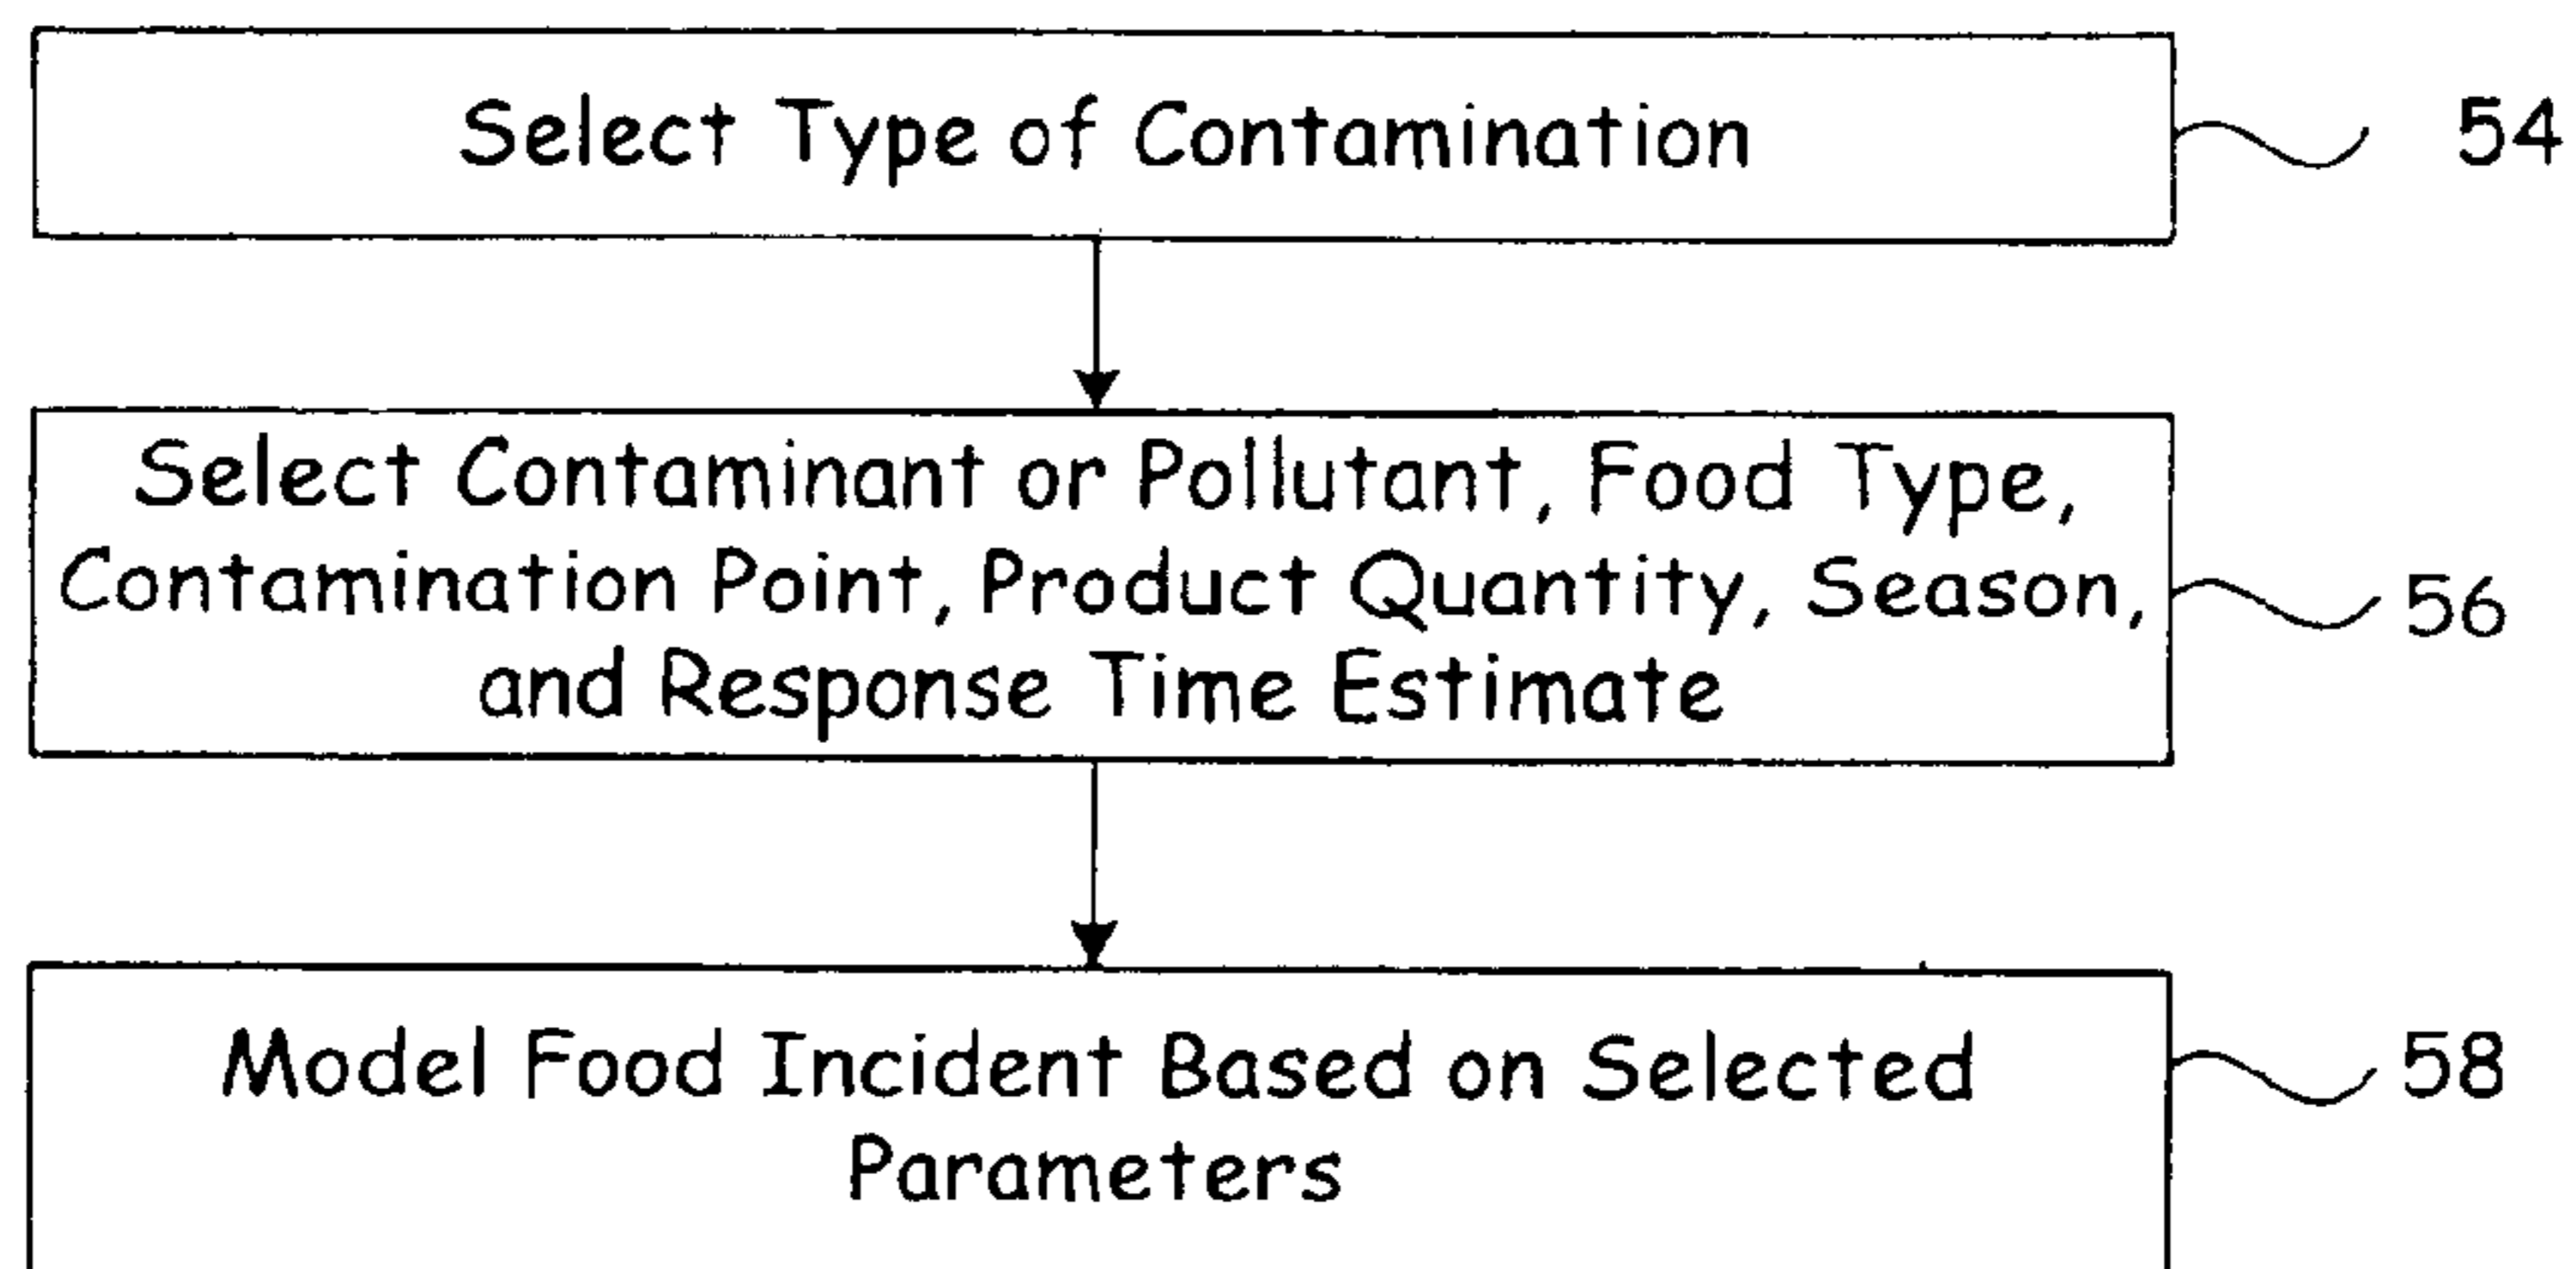 Select Type of Contamination
54
Select Contaminant or Pollutant, Food Type,
Contamination Point, Product Quantity, Season,
and Response Time Estimate
56
Model Food Incident Based on Selected
Parameters
58